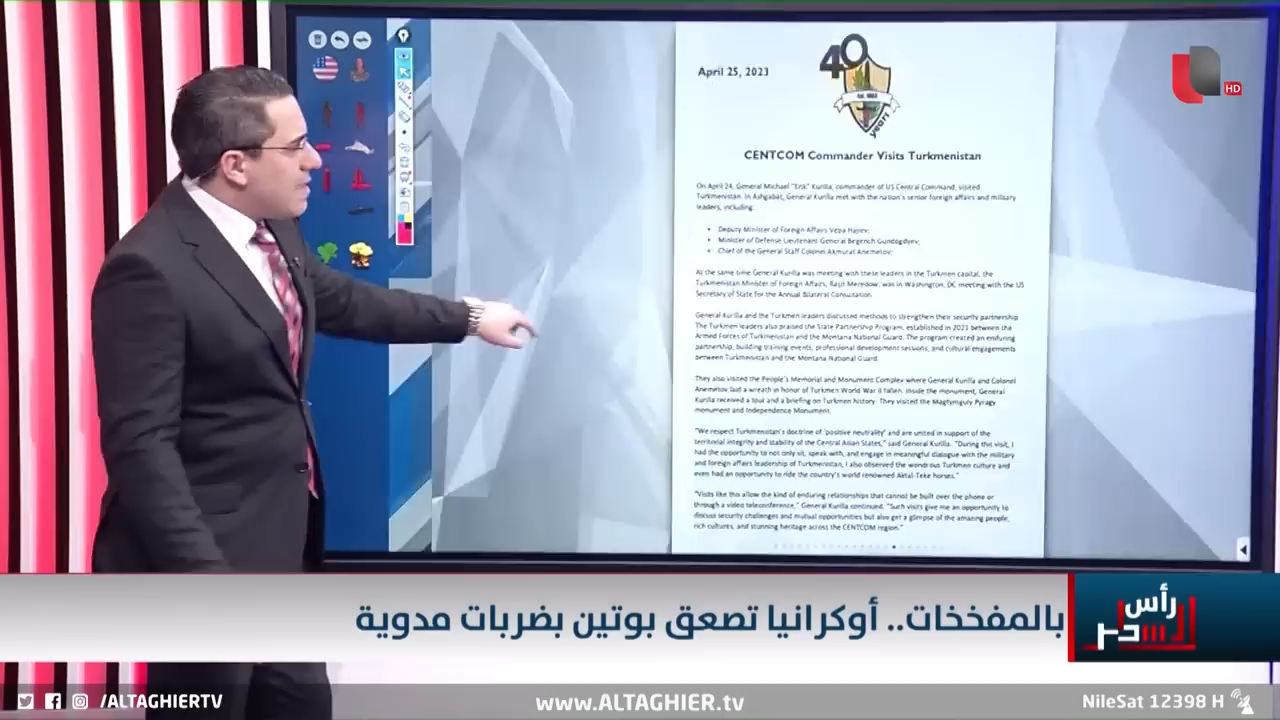 April 25, 2023
40
Est. 1983
years
HD
CENTCOM Commander Visits Turkmenistan
On April 24, General Michael "Erik" Kurilla, commander of US Central Command, visited
Turkmenistan. In Ashgabat, General Kurilla met with the nation's senior foreign affairs and military
leaders, including:
• Deputy Minister of Foreign Affairs Vepa Hajiev;
• Minister of Defense Lieutenant General Begench Gundogdyev;
• Chief of the General Staff Colonel Akmurat Anemetov;
At the same time General Kurilla was meeting with these leaders in the Turkmen capital, the
Turkmenistan Minister of Foreign Affairs, Rasit Meredow, was in Washington, DC meeting with the US
Secretary of State for the Annual Bilateral Consultation.
General Kurilla and the Turkmen leaders discussed methods to strengthen their security partnership.
The Turkmen leaders also praised the State Partnership Program, established in 2021 between the
Armed Forces of Turkmenistan and the Montana National Guard. The program created an enduring
partnership, building training events, professional development sessions, and cultural engagements
between Turkmenistan and the Montana National Guard.
They also visited the People's Memorial and Monument Complex where General Kurilla and Colonel
Anemetov laid a wreath in honor of Turkmen World War II fallen. Inside the monument, General
Kurilla received a tour and a briefing on Turkmen history. They visited the Magtymguly Pyragy
monument and Independence Monument.
"We respect Turkmenistan's doctrine of 'positive neutrality' and are united in support of the
territorial integrity and stability of the Central Asian States," said General Kurilla. "During this visit, I
had the opportunity to not only sit, speak with, and engage in meaningful dialogue with the military
and foreign affairs leadership of Turkmenistan, I also observed the wondrous Turkmen culture and
even had an opportunity to ride the country's world renowned Akhal-Teke horses."
"Visits like this allow the kind of enduring relationships that cannot be built over the phone or
through a video teleconference," General Kurilla continued. "Such visits give me an opportunity to
discuss security challenges and mutual opportunities but also get a glimpse of the amazing people,
rich cultures, and stunning heritage across the CENTCOM region."
رأس السطر
بالمفخخات.. أوكرانيا تصعق بوتين بضربات مدوية
/ALTAGHIERTV
www.ALTAGHIER.tv
NileSat 12398 H